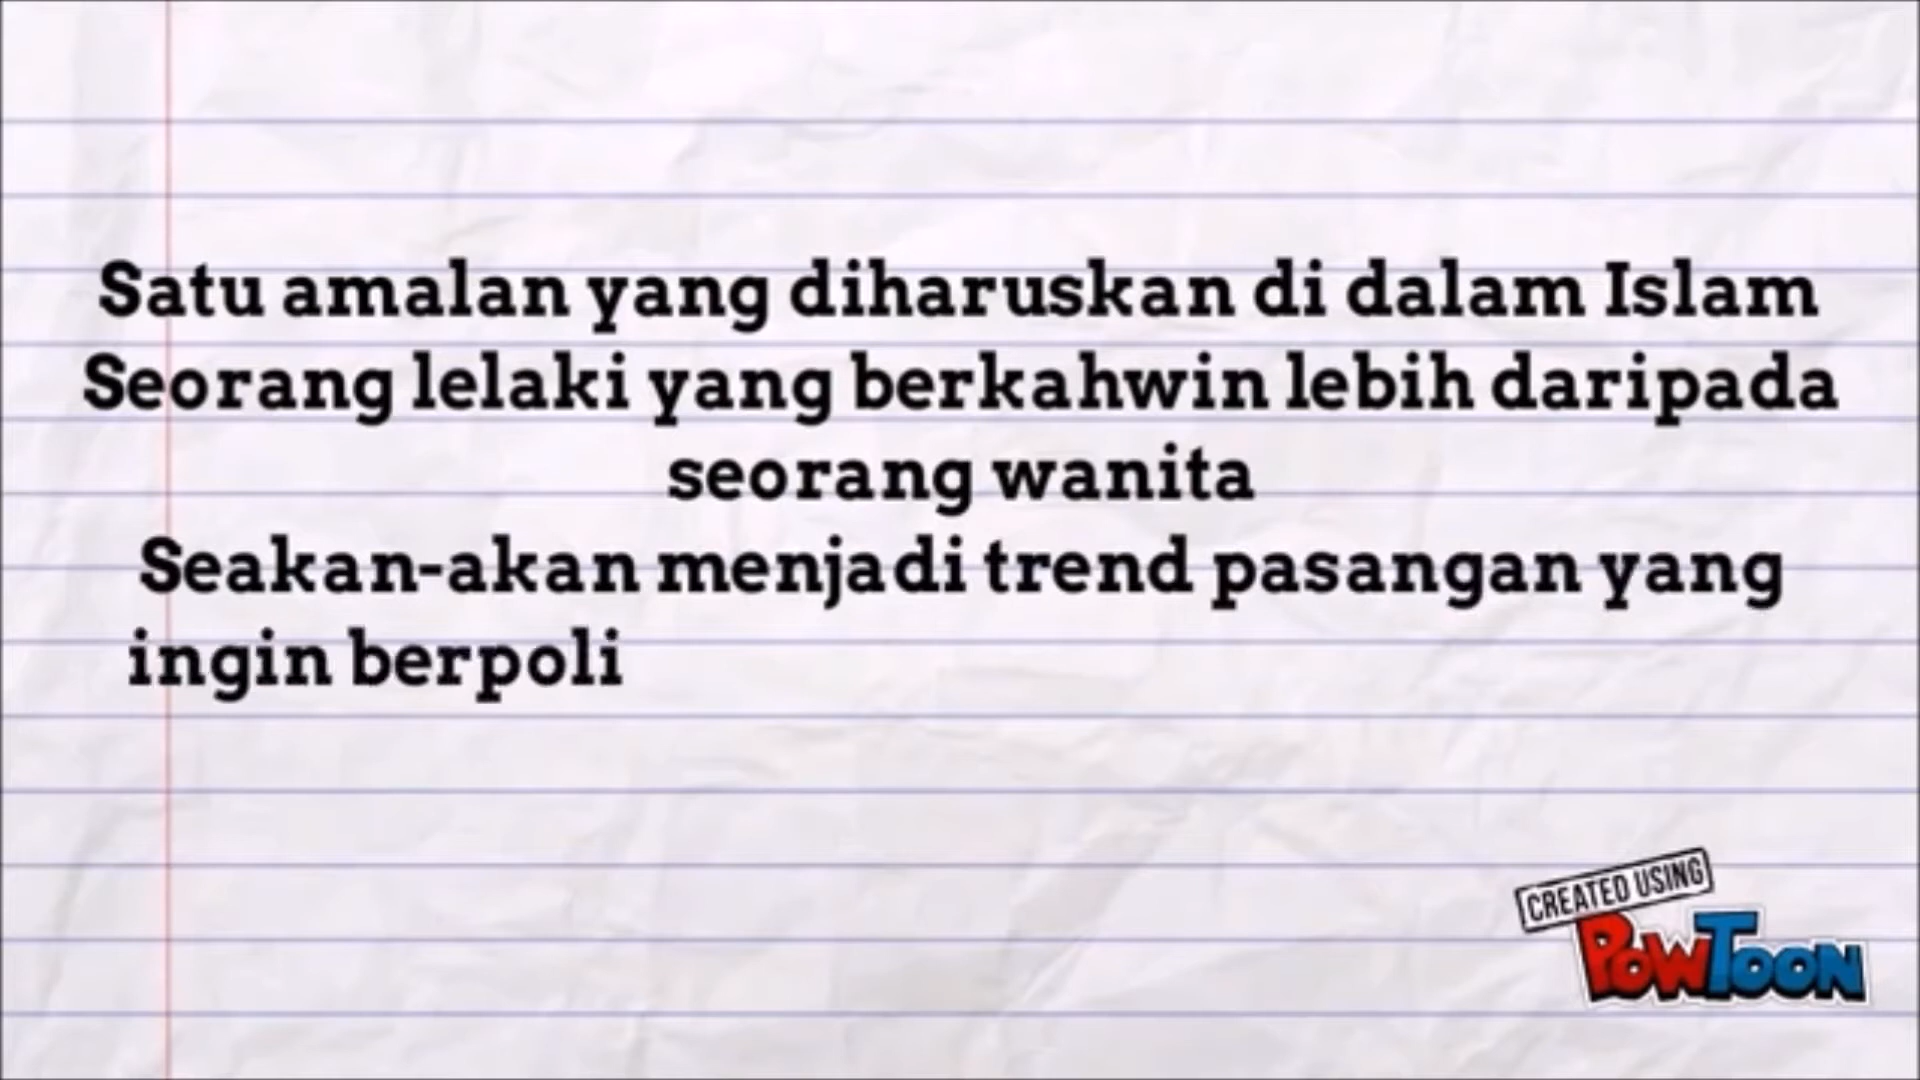 Satu amalan yang diharuskan di dalam Islam
Seorang lelaki yang berkahwin lebih daripada
seorang wanita
Seakan-akan menjadi trend pasangan yang
ingin berpoli
CREATED USING
POWTOON